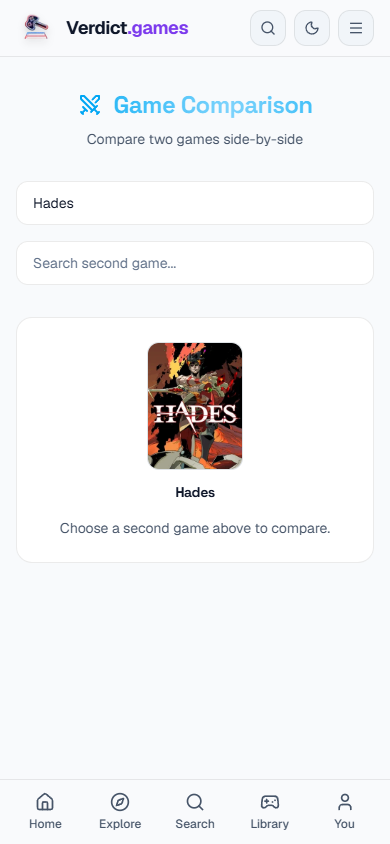 Verdict.games
Game Comparison
Compare two games side-by-side
Hades
Search second game...
HADES
Hades
Choose a second game above to compare.
Home
Explore
Search
Library
You